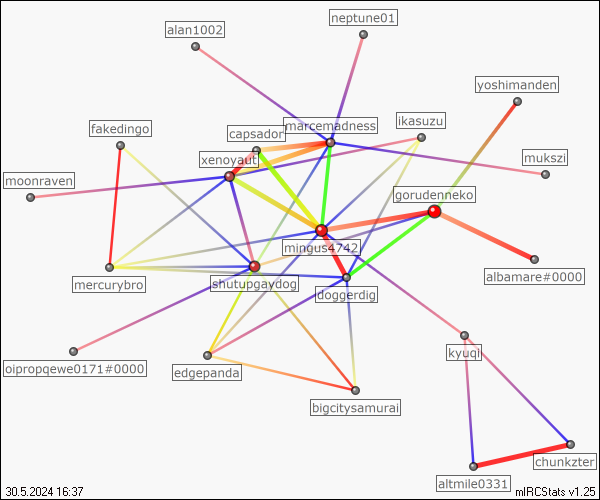 neptune01
alan1002
yoshimanden
marcemadness
ikasuzu
fakedingo
capsador
xenoyant
mukszi
moonraven
gorudenneko
mingus4742
mercurybro
shutupgaydog
doggerdig
albamare#0000
kyuqi
oipropqewe0171#0000
edgepanda
bigcitysamurai
chunkzter
altmile0331
30.5.2024 16:37
mIRCStats v1.25